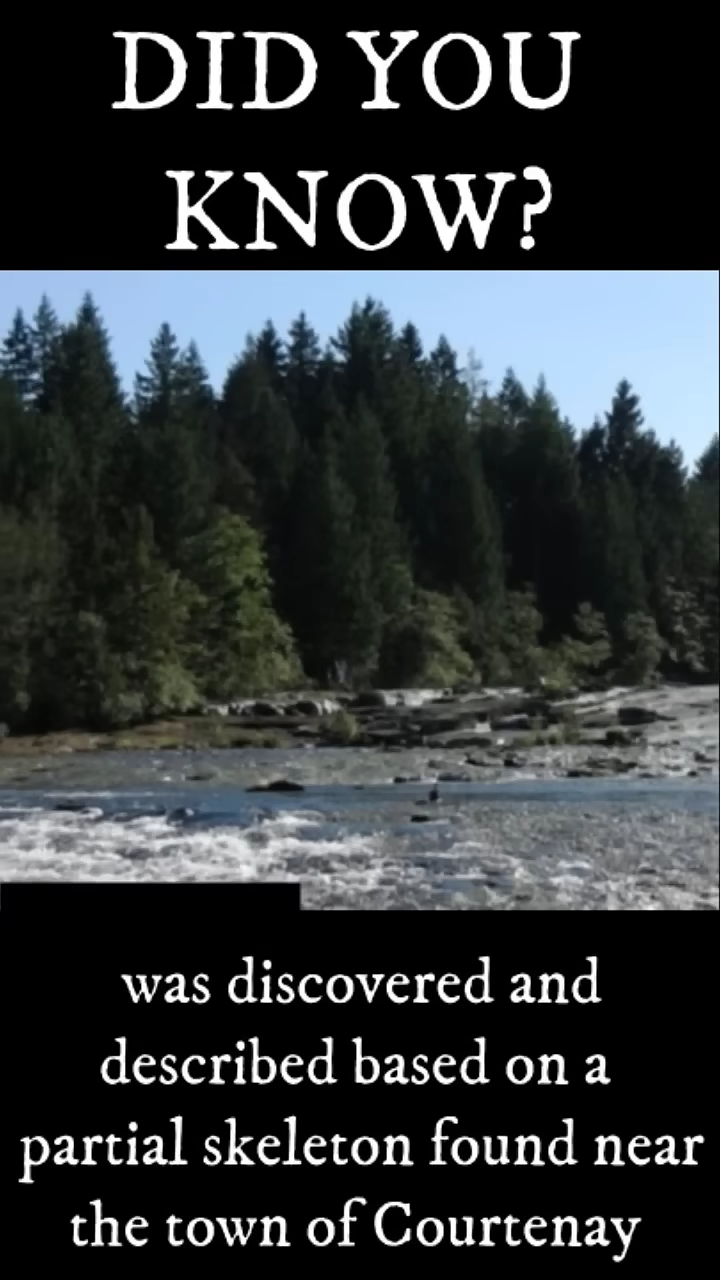 DID YOU
KNOW?
was discovered and
described based on a
partial skeleton found near
the town of Courtenay